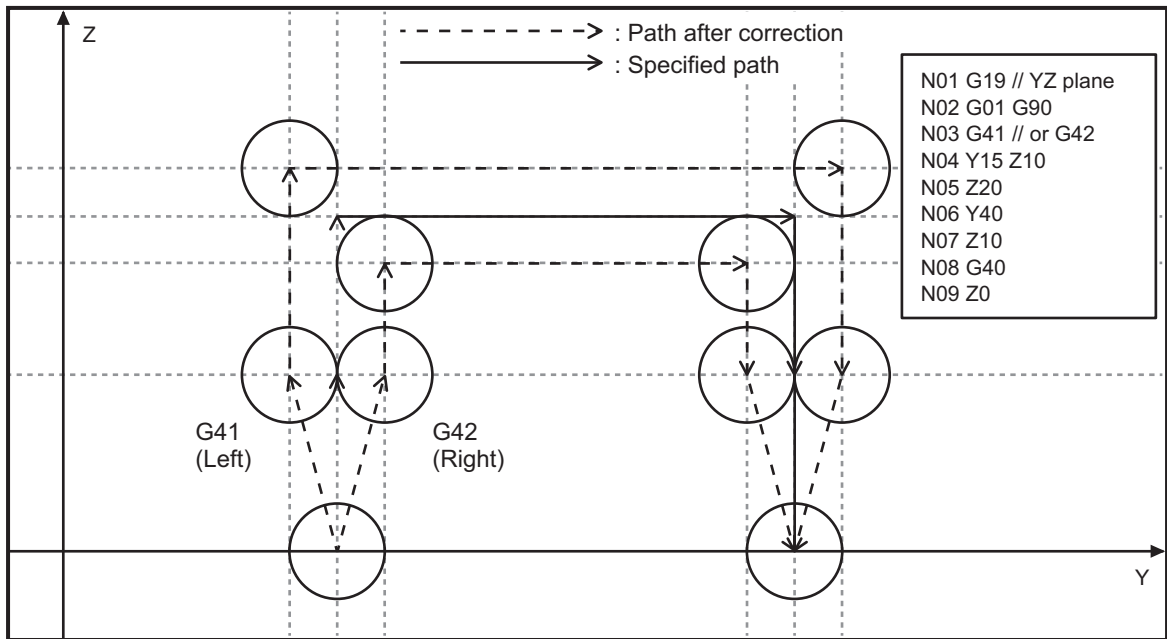 Z
: Path after correction
: Specified path
N01 G19 // YZ plane
N02 G01 G90
N03 G41 // or G42
N04 Y15 Z10
N05 Z20
N06 Y40
N07 Z10
N08 G40
N09 Z0
G41
(Left)
G42
(Right)
Y